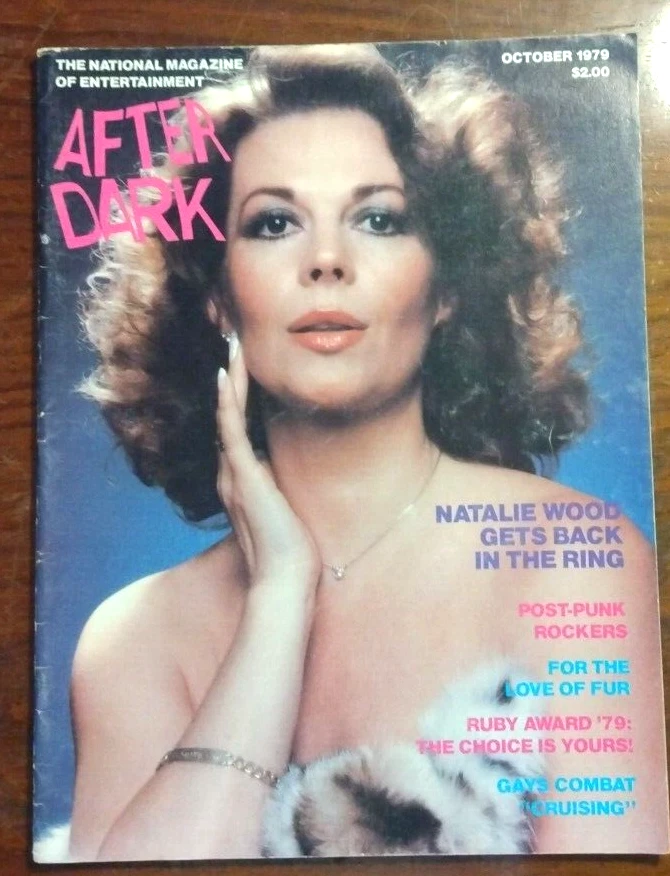 THE NATIONAL MAGAZINE
OF ENTERTAINMENT
OCTOBER 1979
$2.00
AFTER
DARK
NATALIE WOOD
GETS BACK
IN THE RING
POST-PUNK
ROCKERS
FOR THE
LOVE OF FUR
RUBY AWARD '79:
THE CHOICE IS YOURS!
GAYS COMBAT
"CRUISING"